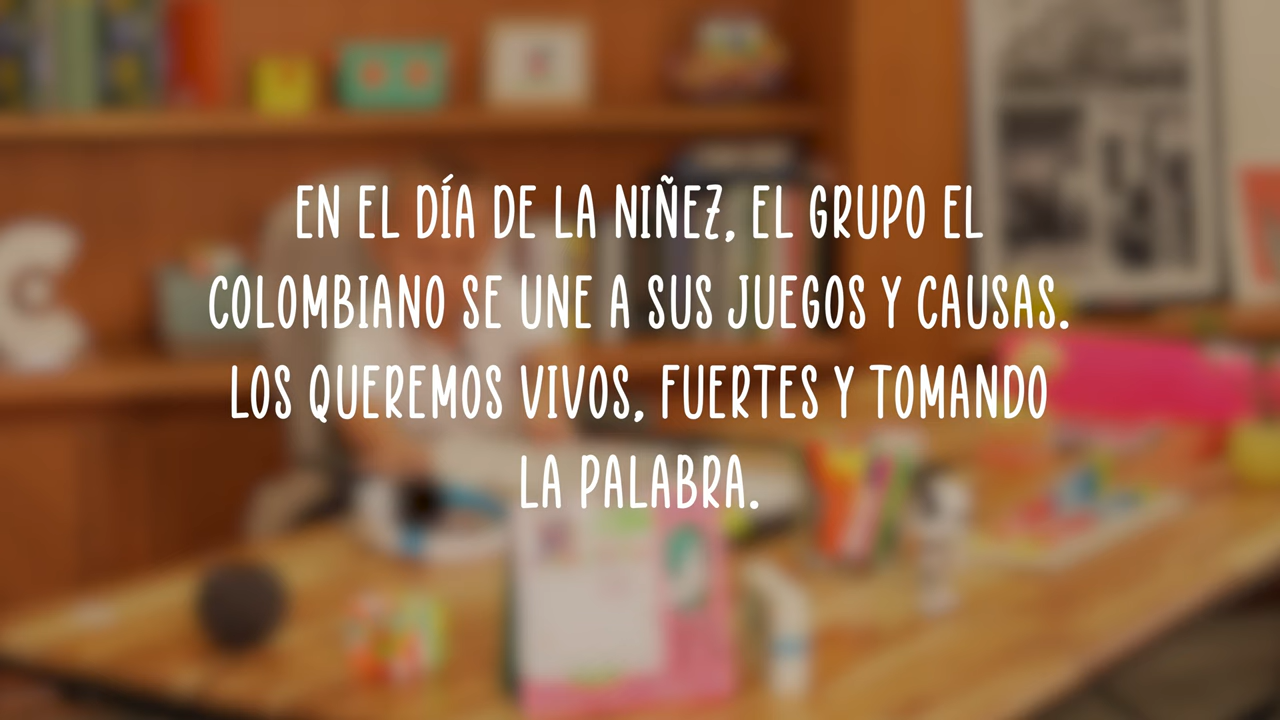 EN EL DÍA DE LA NIÑEZ, EL GRUPO EL
COLOMBIANO SE UNE A SUS JUEGOS Y CAUSAS.
LOS QUEREMOS VIVOS, FUERTES Y TOMANDO
LA PALABRA.